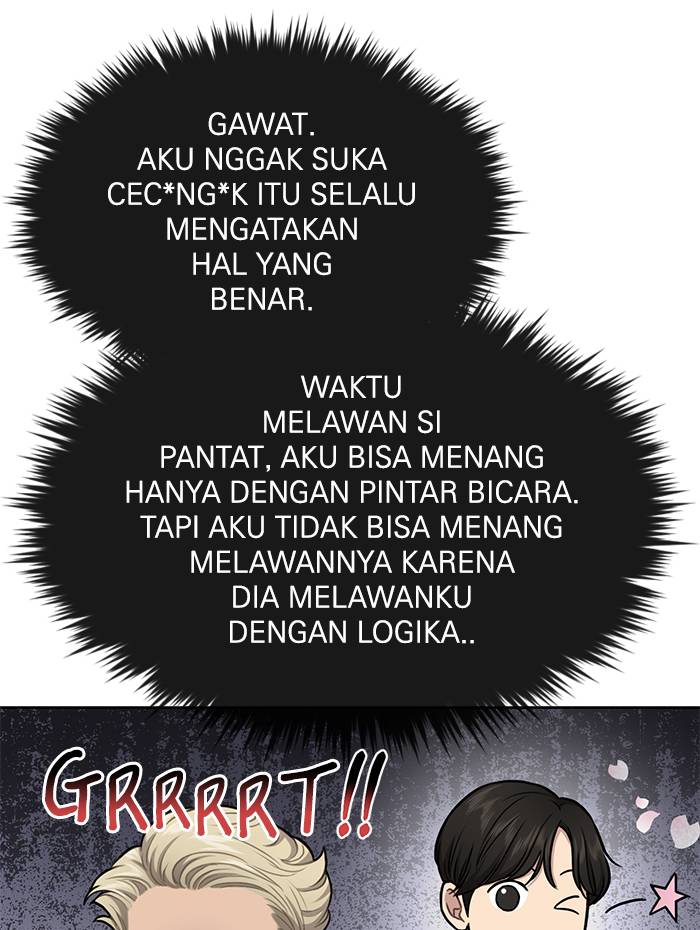 GAWAT.
AKU NGGAK SUKA
CEC*NG*K ITU SELALU
MENGATAKAN
HAL YANG
BENAR.
WAKTU
MELAWAN SI
PANTAT, AKU BISA MENANG
HANYA DENGAN PINTAR BICARA.
TAPI AKU TIDAK BISA MENANG
MELAWANNYA KARENA
DIA MELAWANKU
DENGAN LOGIKA..
GRRRRT!!